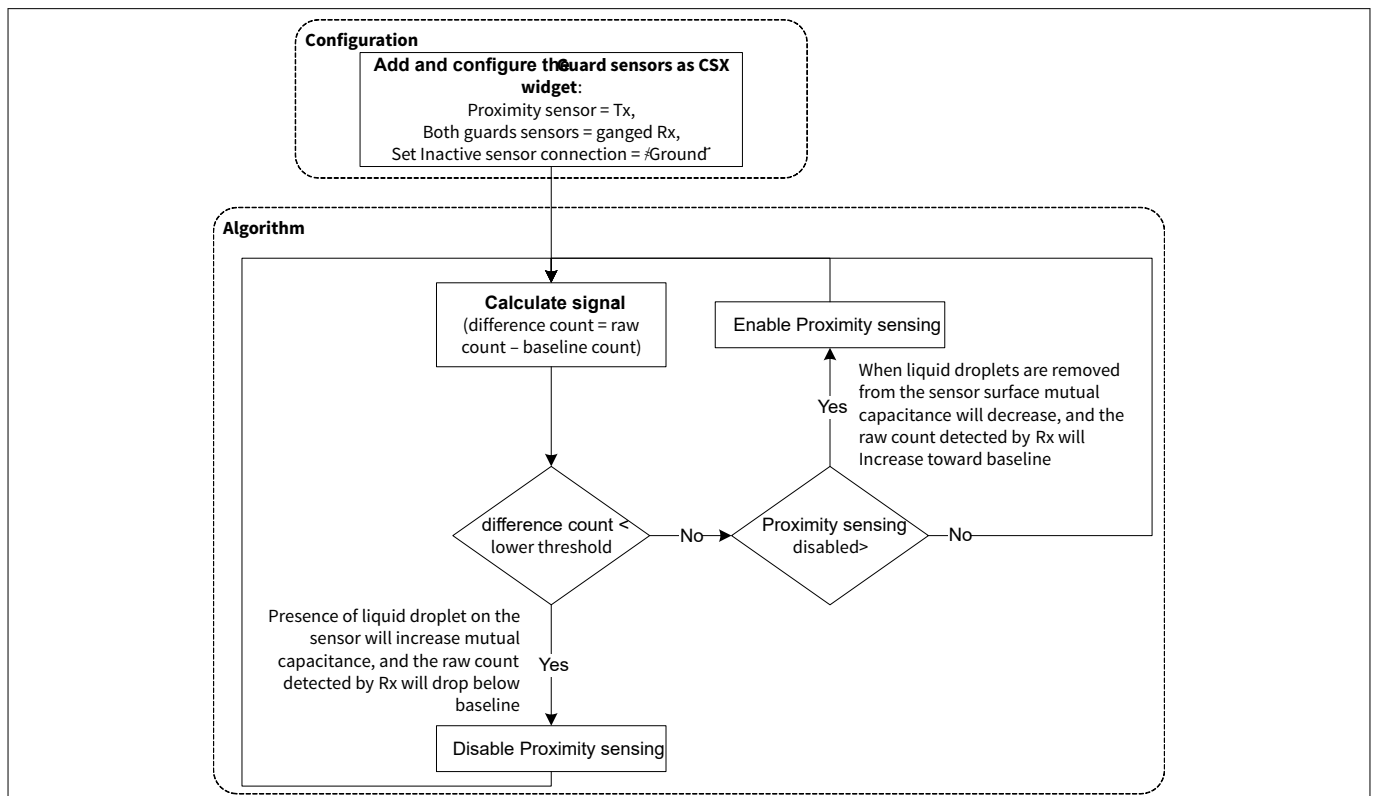 Configuration
Add and configure the Guard sensors as CSX
widget:
Proximity sensor = Tx,
Both guards sensors = ganged Rx,
Set Inactive sensor connection = Ground
Algorithm
Calculate signal
(difference count = raw
count – baseline count)
Enable Proximity sensing
When liquid droplets are removed
from the sensor surface mutual
capacitance will decrease, and the
raw count detected by Rx will
Increase toward baseline
Yes
difference count <
lower threshold
No
Proximity sensing
disabled>
No
Presence of liquid droplet on the
sensor will increase mutual
capacitance, and the raw count
detected by Rx will drop below
baseline
Yes
Disable Proximity sensing